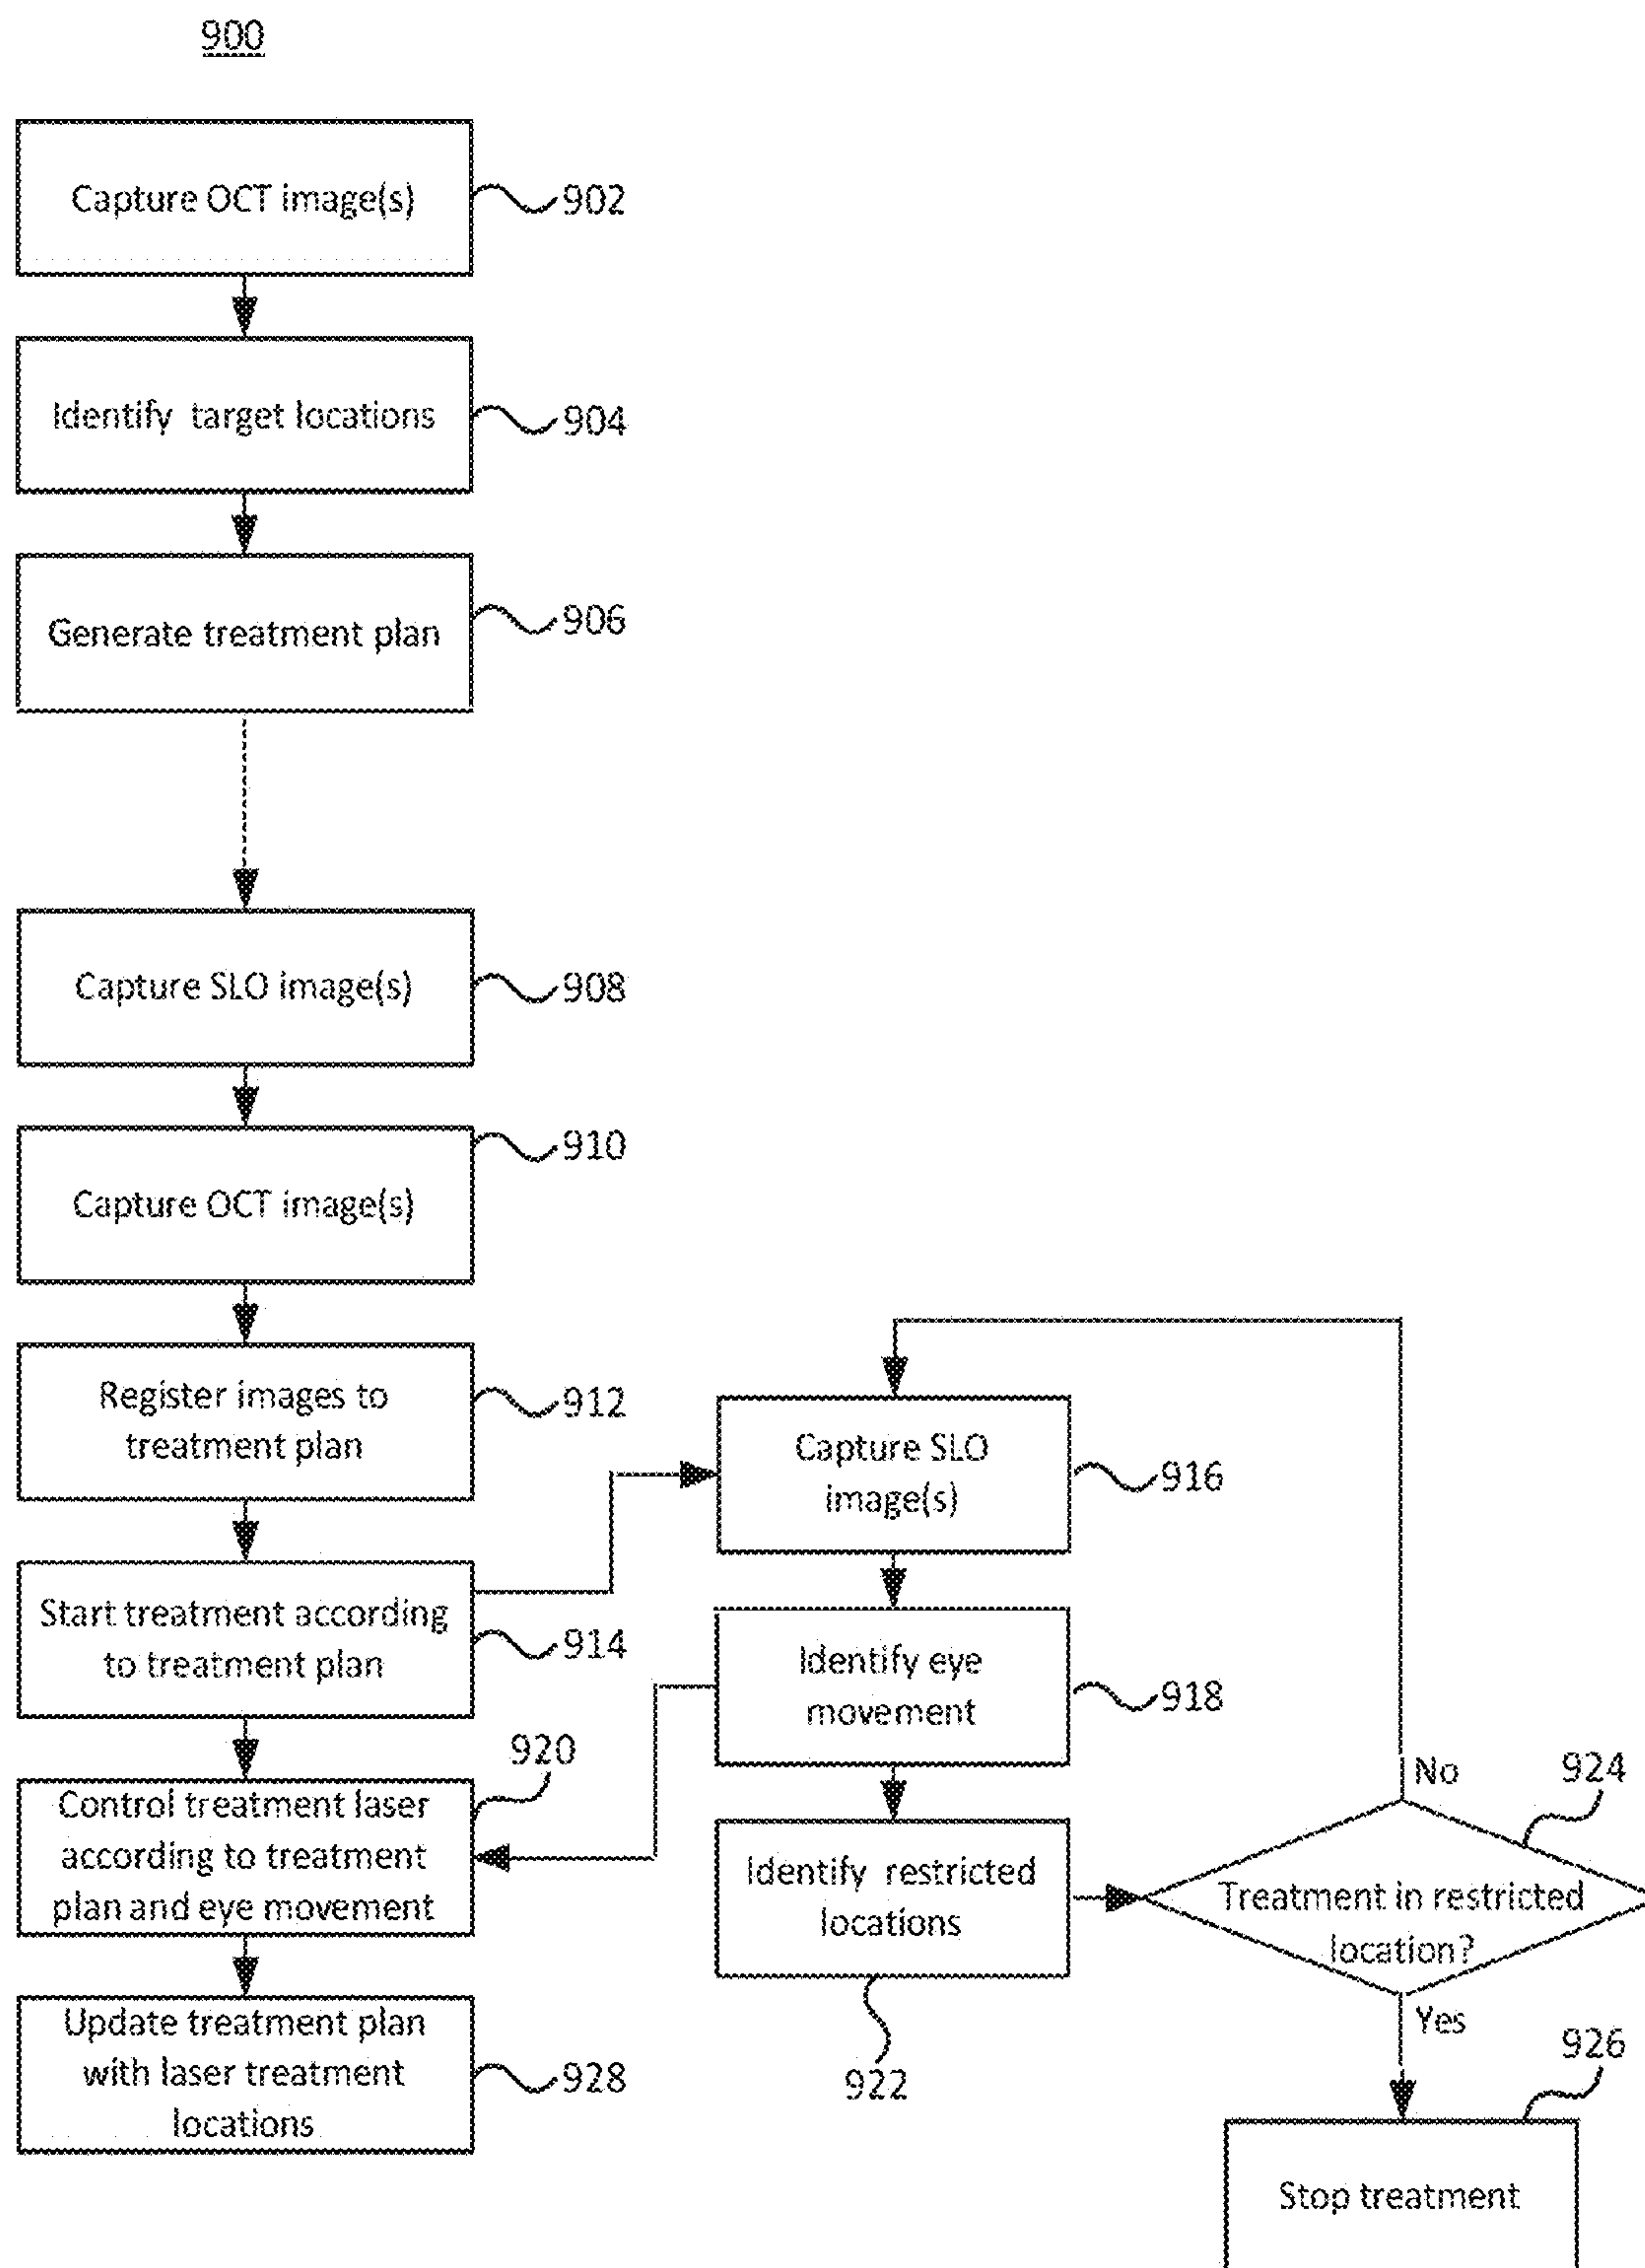 900
Capture OCT image(s)
902
Identify target locations
904
Generate treatment plan
906
Capture SLO image(s)
908
Capture OCT image(s)
910
Register images to
treatment plan
912
Start treatment according
to treatment plan
914
Capture SLO
image(s)
916
Identify eye
movement
918
920
Control treatment laser
according to treatment
plan and eye movement
Identify restricted
locations
922
No
924
Treatment in restricted
location?
Yes
926
Stop treatment
Update treatment plan
with laser treatment
locations
928